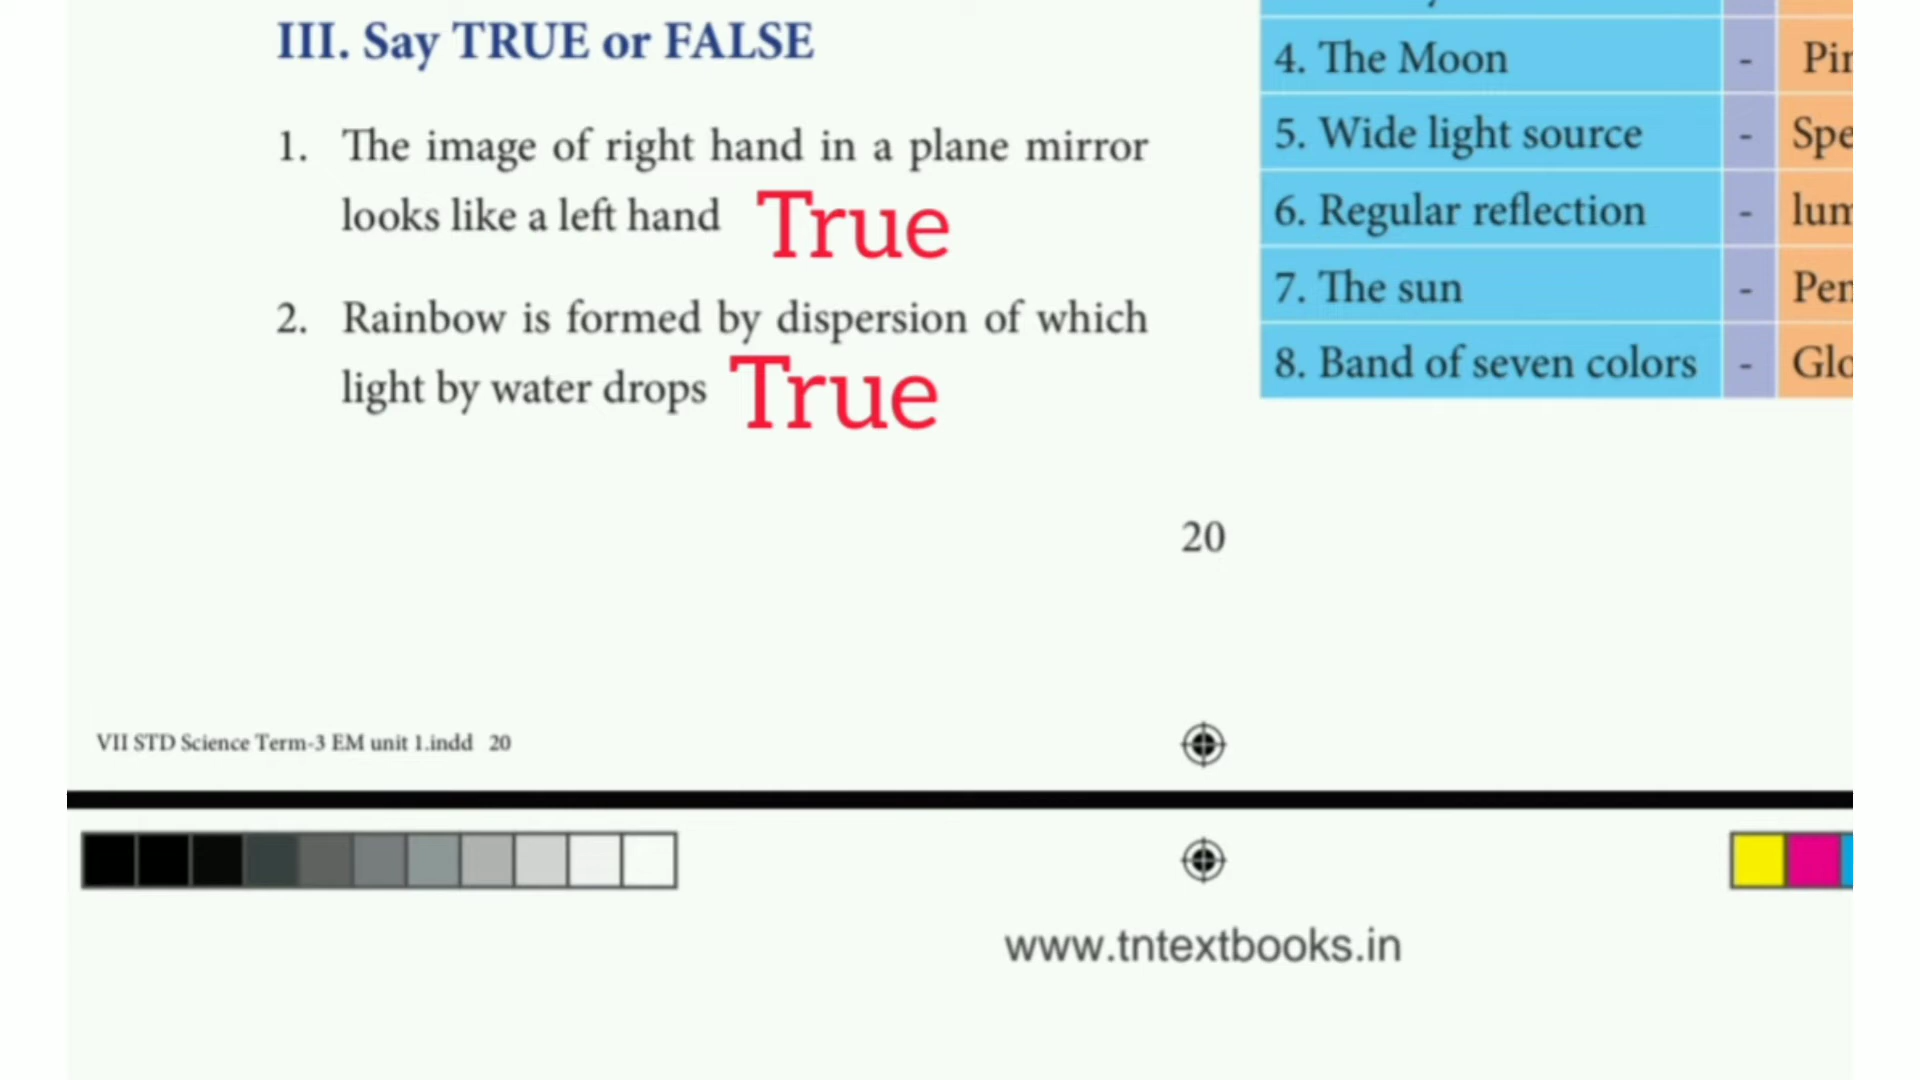 III. Say TRUE or FALSE
1. The image of right hand in a plane mirror
looks like a left hand True
2. Rainbow is formed by dispersion of which
light by water drops True
4. The Moon -
5. Wide light source -
6. Regular reflection -
7. The sun -
8. Band of seven colors -
20
VII STD Science Term-3 EM unit 1.indd 20
www.tntextbooks.in